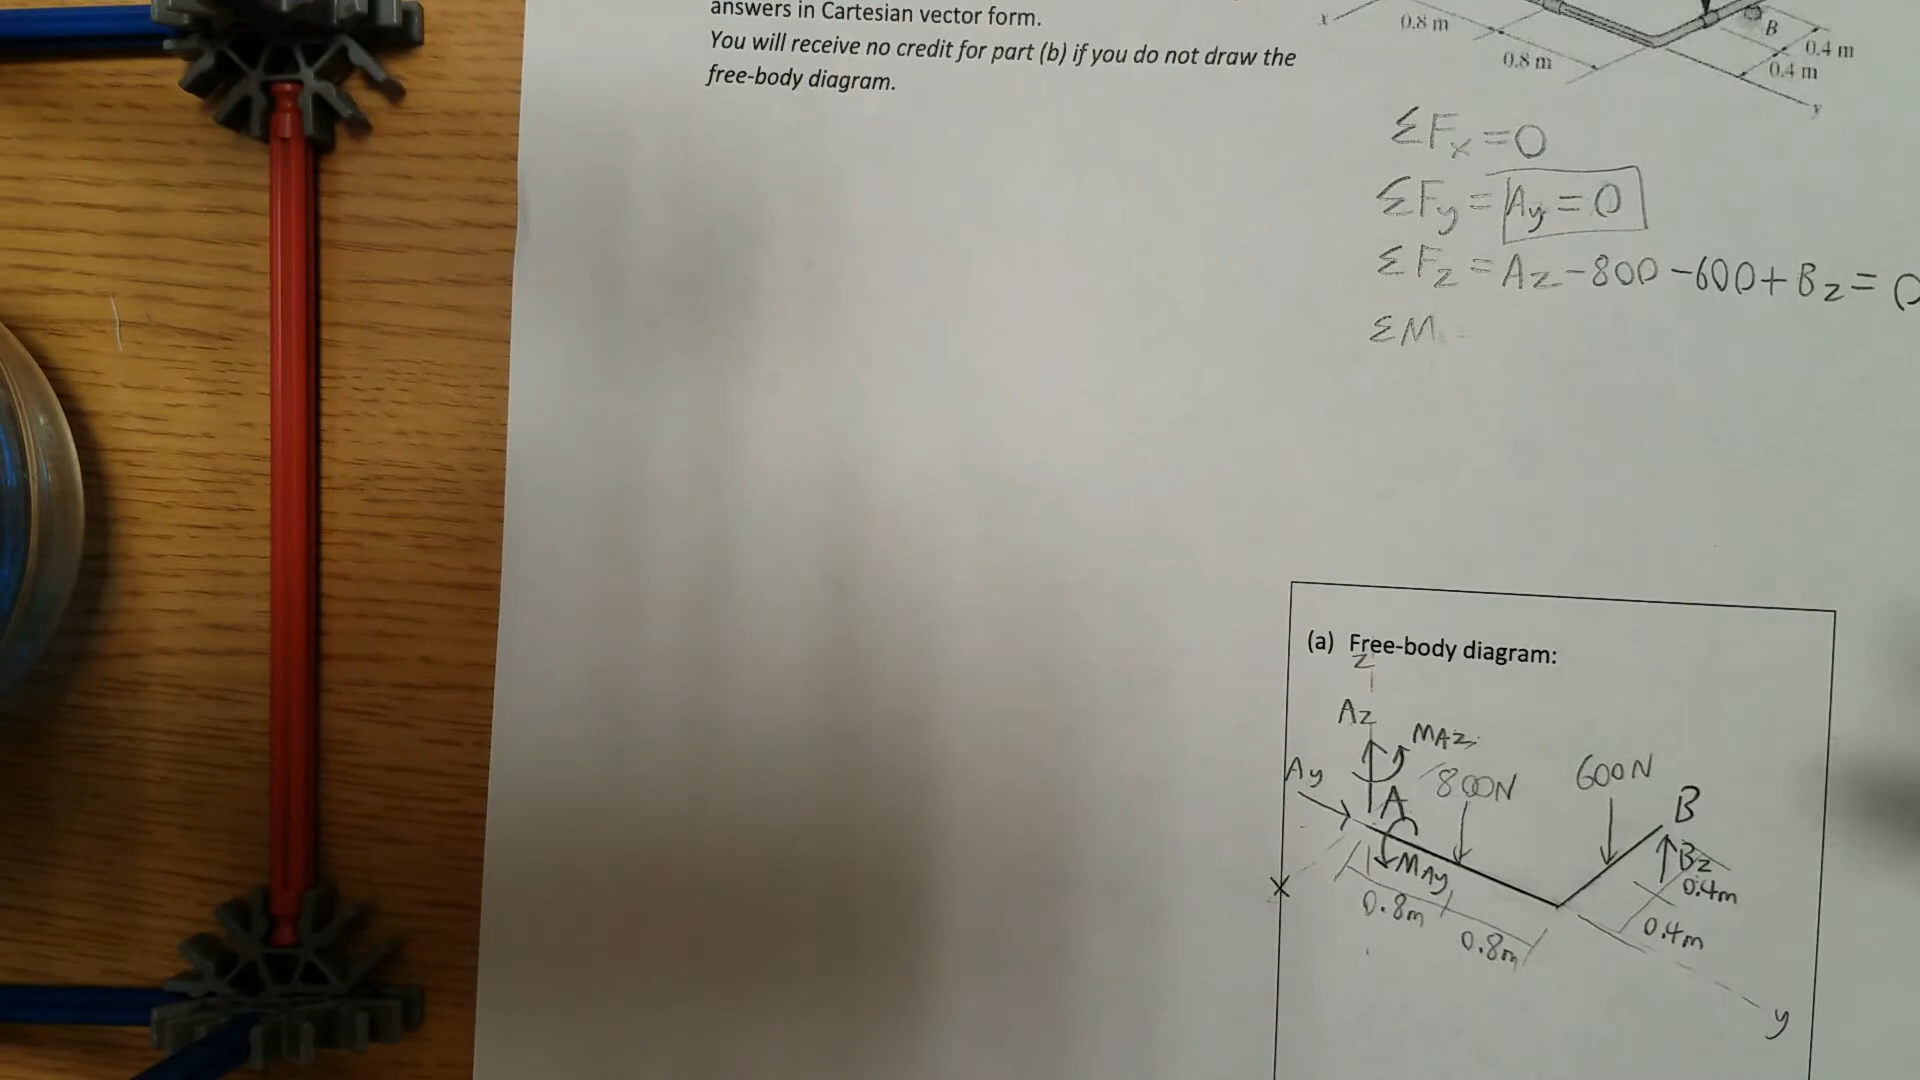 answers in Cartesian vector form.
You will receive no credit for part (b) if you do not draw the
free-body diagram.
x
0.8 m
0.8 m
B
0.4 m
0.4 m
y
ΣFx=0
ΣFy=Ay=0
ΣFz=Az-800-600+Bz=0
ΣM
(a) Free-body diagram:
z
Az
MAz
Ay
800N
600N
A
B
MAy
Bz
0.4m
0.4m
0.8m
0.8m
x
y